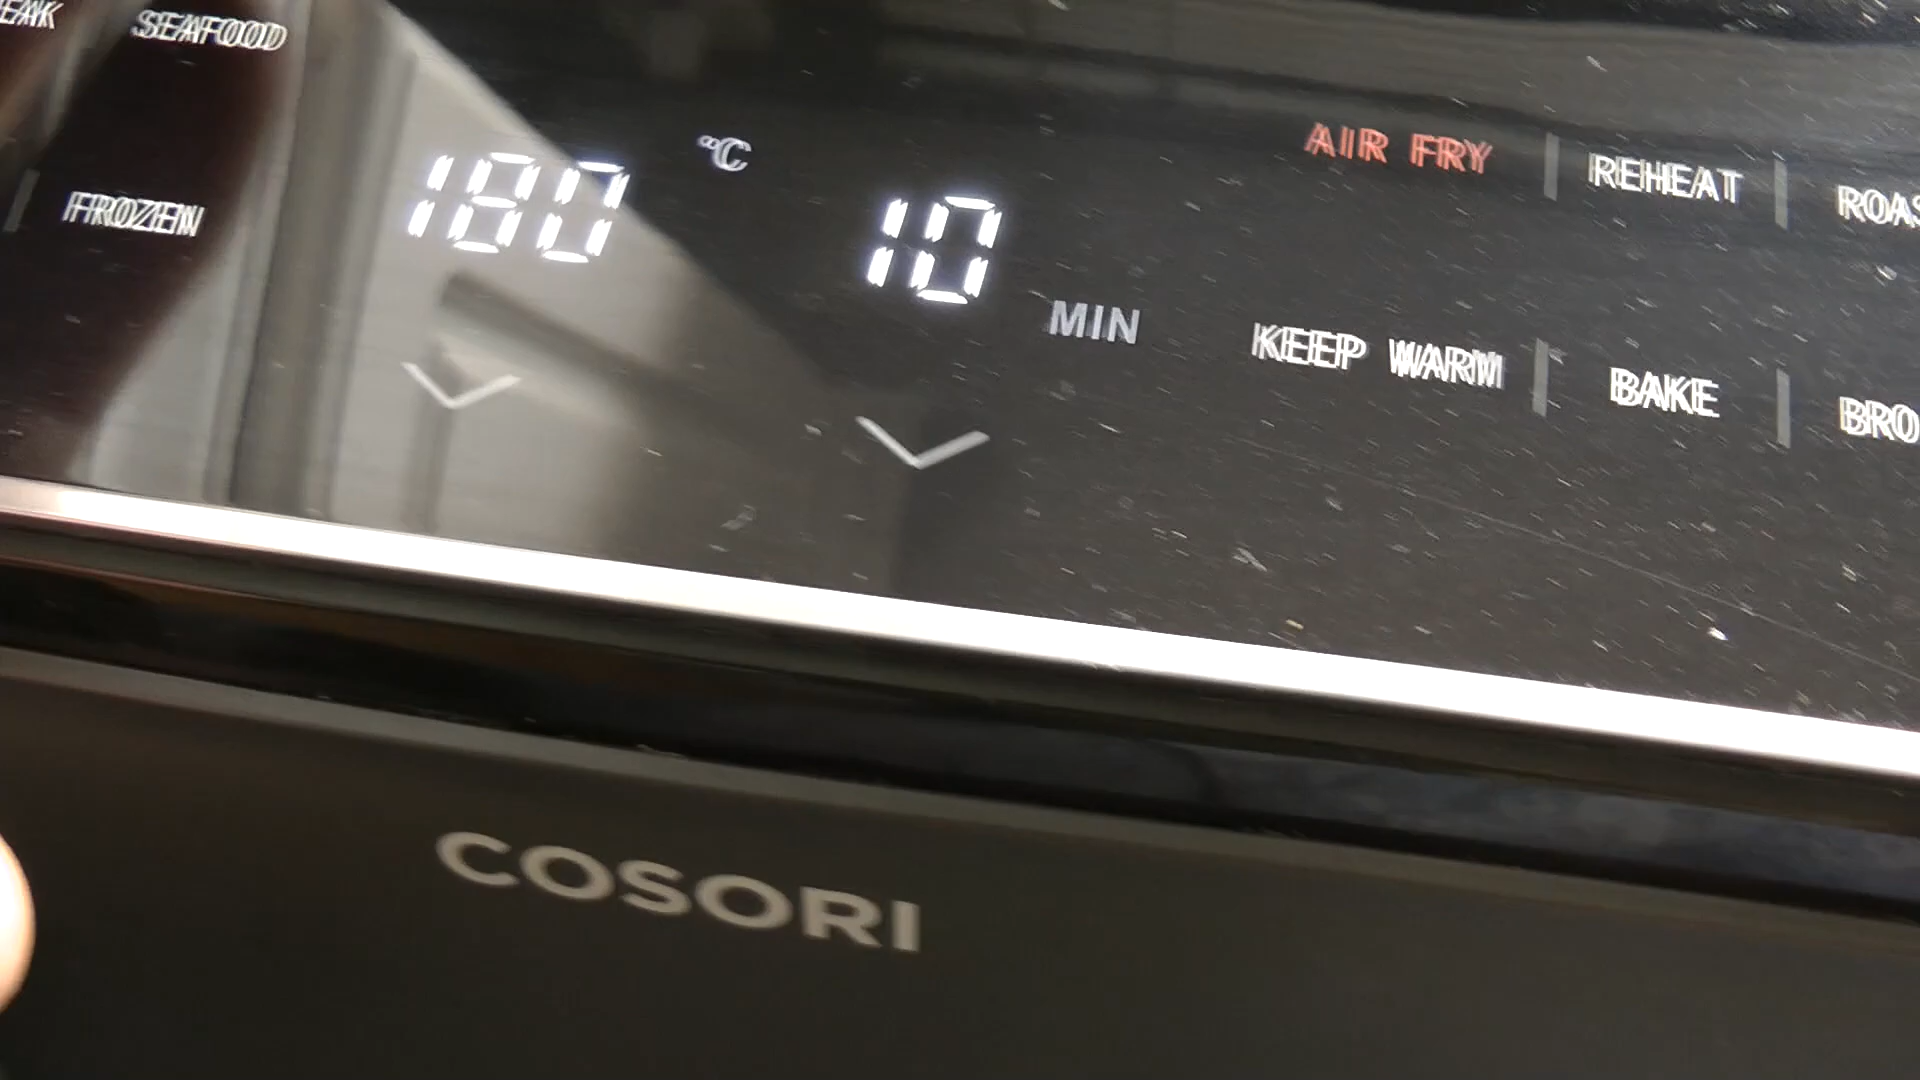 SEAFOOD
FROZEN
180 °C
10 MIN
AIR FRY | REHEAT |
KEEP WARM | BAKE |
COSORI